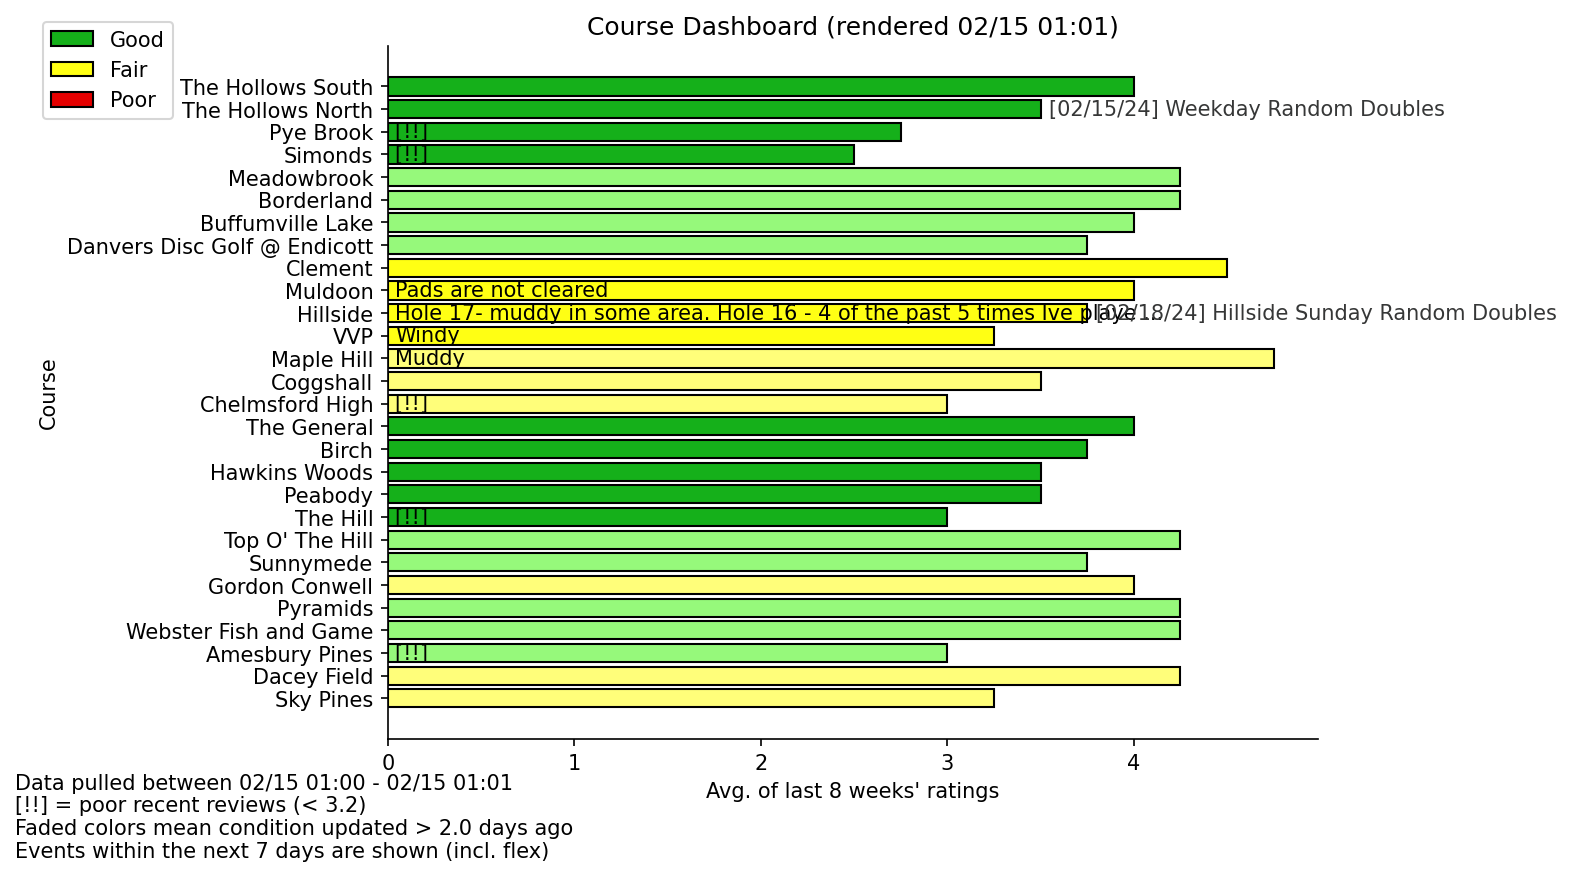 Course Dashboard (rendered 02/15 01:01)
Good
Fair
Poor
The Hollows South
The Hollows North [02/15/24] Weekday Random Doubles
Pye Brook [!!]
Simonds [!!]
Meadowbrook
Borderland
Buffumville Lake
Danvers Disc Golf @ Endicott
Clement
Muldoon Pads are not cleared
Hillside Hole 17- muddy in some area. Hole 16 - 4 of the past 5 times Ive playe... [02/18/24] Hillside Sunday Random Doubles
VVP Windy
Maple Hill Muddy
Coggshall
Chelmsford High [!!]
The General
Birch
Hawkins Woods
Peabody
The Hill [!!]
Top O' The Hill
Sunnymede
Gordon Conwell
Pyramids
Webster Fish and Game
Amesbury Pines [!!]
Dacey Field
Sky Pines
Course
0 1 2 3 4
Avg. of last 8 weeks' ratings
Data pulled between 02/15 01:00 - 02/15 01:01
[!!] = poor recent reviews (< 3.2)
Faded colors mean condition updated > 2.0 days ago
Events within the next 7 days are shown (incl. flex)